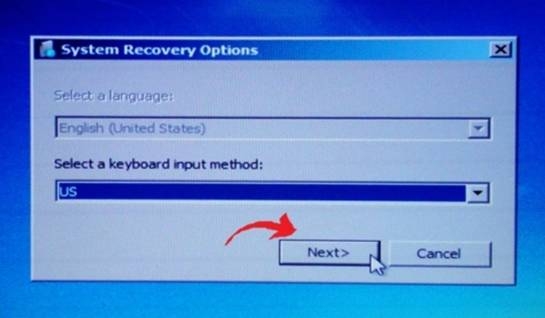 System Recovery Options
Select a language:
English (United States)
Select a keyboard input method:
US
Next>
Cancel